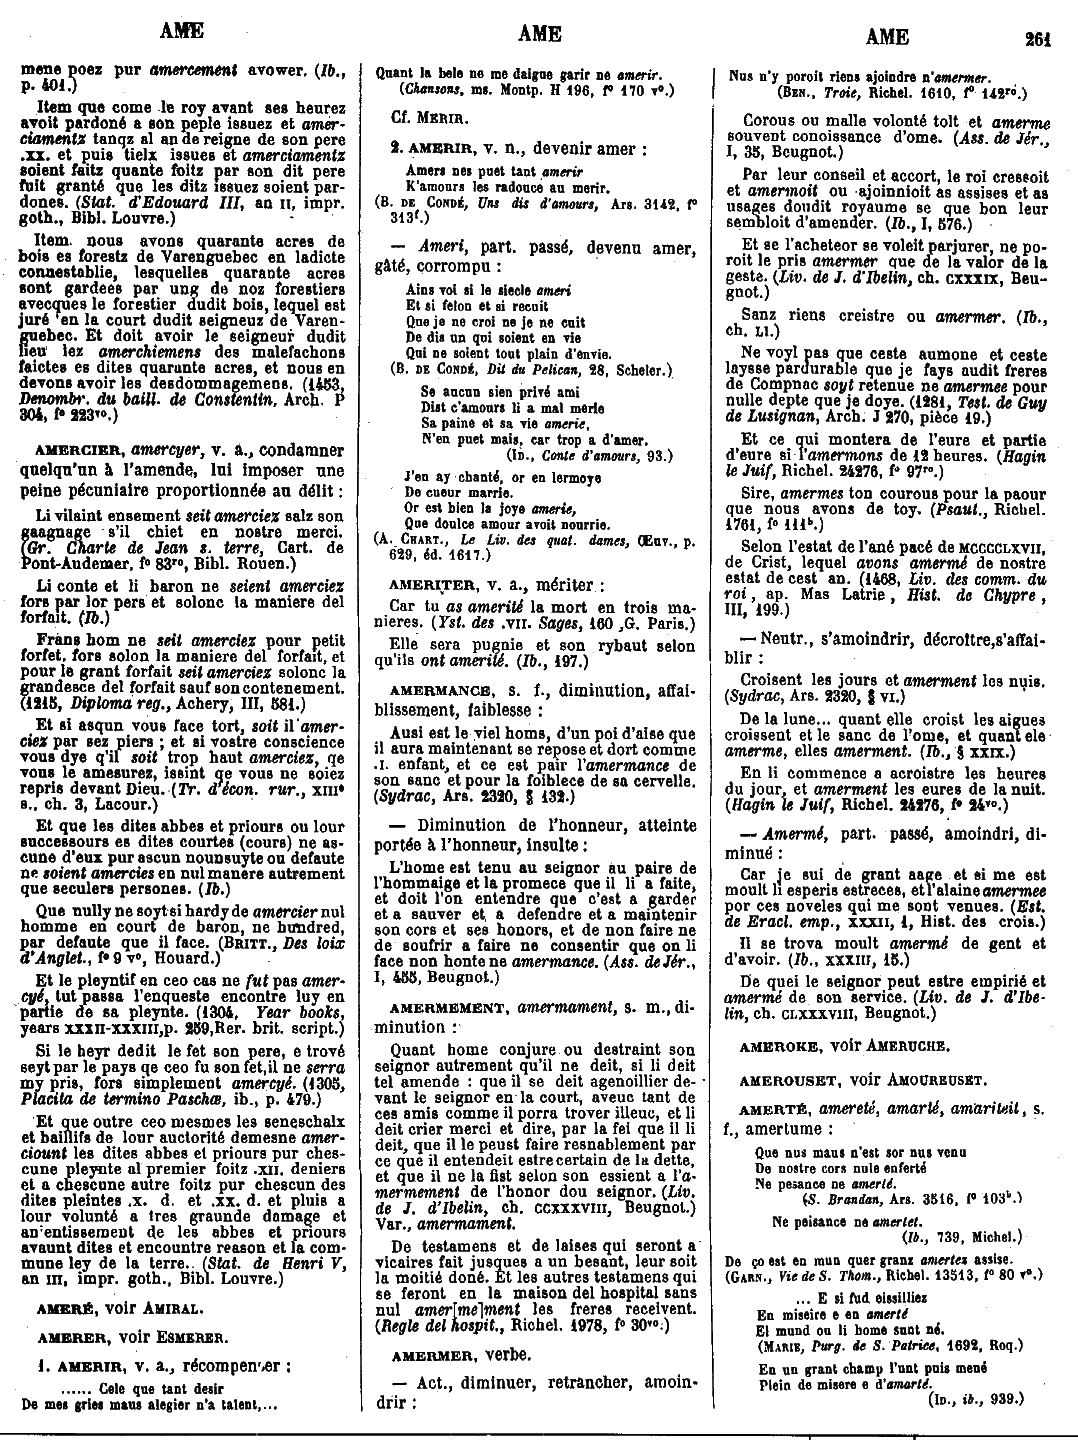 AME
AME
AME
261
mene poez pur amercement avower. (Ib.,
p. 401.)
Item que come le roy avant ses heurez
avoit pardoné a son peple issuez et amer-
ciamentz tanqz al an de reigne de son pere
.xx. et puis tielx issues et amerciamentz
soient faitz quante foitz par son dit pere
fuit granté que les ditz issuez soient par-
dones. (Stat. d'Edouard III, an II, impr.
goth., Bibl. Louvre.)
Item nous avons quarante acres de
bois es forestz de Varenguebec en ladicte
connestablie, lesquelles quarante acres
sont gardees par ung de noz forestiers
avecques le forestier dudit bois, lequel est
juré en la court dudit seigneuz de Varen-
guebec. Et doit avoir le seigneur dudit
lieu lez amerchiemens des malefachons
faictes es dites quarante acres, et nous en
devons avoir les desdommagemens. (1453,
Denombr. du baill. de Constentin, Arch. P
304, f° 223vo.)
AMERCIER, amercyer, v. a., condamner
quelqu'un à l'amende, lui imposer une
peine pécuniaire proportionnée au délit :
Li vilaint ensement seit amerciez salz son
gaagnage s'il chiet en nostre merci.
(Gr. Charte de Jean s. terre, Cart. de
Pont-Audemer, f° 83ro, Bibl. Rouen.)
Li conte et li baron ne seient amerciez
fors par lor pers et solonc la maniere del
forfait. (Ib.)
Frans hom ne seit amerciez pour petit
forfet, fors solon la maniere del forfait, et
pour le grant forfait seit amerciez solonc la
grandesce del forfait sauf son contenement.
(1215, Diploma reg., Achery, III, 581.)
Et si asqun vous face tort, soit il amer-
ciez par sez piers ; et si vostre conscience
vous dye q'il soit trop haut amerciez, qe
vous le amesurez, issint qe vous ne soiez
repris devant Dieu. (Tr. d'écon. rur., XIIIe
s., ch. 3, Lacour.)
Et que les dites abbes et priours ou lour
successours es dites courtes (cours) ne as-
cune d'eux pur ascun nounsuyte ou defaute
ne soient amercies en nul manere autrement
que seculers persones. (Ib.)
Que nully ne soyt si hardy de amercier nul
homme en court de baron, ne hundred,
par defaute que il face. (BRITT., Des loix
d'Anglet., f° 9 v°, Houard.)
Et le pleyntif en ceo cas ne fut pas amer-
cyé, tut passa l'enqueste encontre luy en
partie de sa pleynte. (1304, Year books,
years XXXII-XXXIII, p. 259, Rer. brit. script.)
Si le heyr dedit le fet son pere, e trové
seyt par le pays qe ceo fu son fet, il ne serra
my pris, fors simplement amercyé. (1305,
Placita de termino Paschæ, ib., p. 479.)
Et que outre ceo mesmes les seneschalx
et baillifs de lour auctorité demesne amer-
ciount les dites abbes et priours pur ches-
cune pleynte al premier foitz .XII. deniers
et a chescune autre foitz pur chescun des
dites pleintes .x. d. et .xx. d. et pluis a
lour volunté a tres graunde damage et
anientissement de les abbes et priours
avaunt dites et encountre reason et la com-
mune ley de la terre. (Stat. de Henri V,
an III, impr. goth., Bibl. Louvre.)
AMERÉ, voir AMIRAL.
AMERER, voir ESMERER.
1. AMERIR, v. a., récompenser :
...... Cele que tant desir
De mes gries maus alegier n'a talent,...
Quant la bele ne me daigne garir ne amerir.
(Chansons, ms. Montp. H 196, f° 170 v°.)
Cf. MERIR.
2. AMERIR, v. n., devenir amer :
Amers nes puet tant amerir
K'amours les radouce au merir.
(B. DE CONDÉ, Uns dis d'amours, Ars. 3142, f°
313f.)
— Ameri, part. passé, devenu amer,
gâté, corrompu :
Ains voi si le siecle ameri
Et si felon et si recuit
Que je ne croi ne je ne cuit
De dis un qui soient en vie
Qui ne soient tout plain d'envie.
(B. DE CONDÉ, Dit du Pelican, 28, Scheler.)
Se aucun sien privé ami
Dist c'amours li a mal merie
Sa paine et sa vie amerie,
N'en puet mais, car trop a d'amer.
(ID., Conte d'amours, 93.)
J'en ay chanté, or en lermoye
De cueur marrie.
Or est bien la joye amerie,
Que doulce amour avoit nourrie.
(A. CHART., Le Liv. des quat. dames, Œuv., p.
629, éd. 1617.)
AMERITER, v. a., mériter :
Car tu as amerité la mort en trois ma-
nieres. (Yst. des .VII. Sages, 160, G. Paris.)
Elle sera pugnie et son rybaut selon
qu'ils ont amerité. (Ib., 197.)
AMERMANCE, s. f., diminution, affai-
blissement, faiblesse :
Ausi est le viel homs, d'un poi d'aise que
il aura maintenant se repose et dort comme
.I. enfant, et ce est pair l'amermance de
son sanc et pour la foiblece de sa cervelle.
(Sydrac, Ars. 2320, § 132.)
— Diminution de l'honneur, atteinte
portée à l'honneur, insulte :
L'home est tenu au seignor au paire de
l'hommaige et la promece que il li a faite,
et doit l'on entendre que c'est a garder
et a sauver et a defendre et a maintenir
son cors et ses honors, et de non faire ne
de soufrir a faire ne consentir que on li
face non honte ne amermance. (Ass. de Jér.,
I, 455, Beugnot.)
AMERMEMENT, amermament, s. m., di-
minution :
Quant home conjure ou destraint son
seignor autrement qu'il ne deit, si li deit
tel amende : que il se deit agenoillier de-
vant le seignor en la court, aveuc tant de
ces amis comme il porra trover illeuc, et li
deit crier merci et dire, par la fei que il li
deit, que il le peust faire resnablement par
ce que il entendeit estre certain de la dette,
et que il ne la fist selon son essient a l'a-
mermement de l'honor dou seignor. (Liv.
de J. d'Ibelin, ch. CCXXXVIII, Beugnot.)
Var., amermament.
De testamens et de laises qui seront a
vicaires fait jusques a un besant, leur soit
la moitié doné. Et les autres testamens qui
se feront en la maison del hospital sans
nul amer[me]ment les freres receivent.
(Regle del hospit., Richel. 1978, f° 30vo.)
AMERMER, verbe.
— Act., diminuer, retrancher, amoin-
drir :
Nus n'y poroit riens ajoindre n'amermer.
(BEN., Troie, Richel. 1610, f° 142ro.)
Corous ou malle volonté tolt et amerme
souvent conoissance d'ome. (Ass. de Jér.,
I, 35, Beugnot.)
Par leur conseil et accort, le roi cressoit
et amermoit ou ajoinnioit as assises et as
usages doudit royaume se que bon leur
sembloit d'amender. (Ib., I, 576.)
Et se l'acheteor se voleit parjurer, ne po-
roit le pris amermer que de la valor de la
geste. (Liv. de J. d'Ibelin, ch. CXXXIX, Beu-
gnot.)
Sanz riens creistre ou amermer. (Ib.,
ch. LI.)
Ne voyl pas que ceste aumone et ceste
laysse pardurable que je fays audit freres
de Compnac soyt retenue ne amermee pour
nulle depte que je doye. (1281, Test. de Guy
de Lusignan, Arch. J 270, pièce 19.)
Et ce qui montera de l'eure et partie
d'eure si l'amermons de 12 heures. (Hagin
le Juif, Richel. 24276, f° 97ro.)
Sire, amermes ton courous pour la paour
que nous avons de toy. (Psaut., Richel.
1761, f° 111b.)
Selon l'estat de l'ané pacé de MCCCCLXVII,
de Crist, lequel avons amermé de nostre
estat de cest an. (1468, Liv. des comm. du
roi, ap. Mas Latrie, Hist. de Chypre,
III, 199.)
— Neutr., s'amoindrir, décroître, s'affai-
blir :
Croisent les jours et amerment los nuis.
(Sydrac, Ars. 2320, § VI.)
De la lune... quant elle croist les aigues
croissent et le sanc de l'ome, et quant ele
amerme, elles amerment. (Ib., § XXIX.)
En li commence a acroistre les heures
du jour, et amerment les eures de la nuit.
(Hagin le Juif, Richel. 24276, f° 24vo.)
— Amermé, part. passé, amoindri, di-
minué :
Car je sui de grant aage et si me est
moult li esperis estreces, et l'alaine amermee
por ces noveles qui me sont venues. (Est.
de Eracl. emp., XXXII, 1, Hist. des crois.)
Il se trova moult amermé de gent et
d'avoir. (Ib., XXXIII, 15.)
De quei le seignor peut estre empirié et
amermé de son service. (Liv. de J. d'Ibe-
lin, ch. CLXXXVIII, Beugnot.)
AMEROKE, voir AMERUCHE.
AMEROUSET, voir AMOUREUSET.
AMERTÉ, amereté, amarté, amariteit, s.
f., amertume :
Que nus maus n'est sor nus venu
De nostre cors nule enferté
Ne pesance ne amerté.
(S. Brandan, Ars. 3516, f° 103b.)
Ne peisance ne amertet.
(Ib., 739, Michel.)
De ço est en mun quer granz amertez assise.
(GARN., Vie de S. Thom., Richel. 13513, f° 80 v°.)
... E si fud eissilliez
En miseire e en amerté
El mund ou li home sunt né.
(MARIE, Purg. de S. Patrice, 1692, Roq.)
En un grant champ l'unt puis mené
Plein de misere e d'amarté.
(ID., ib., 939.)